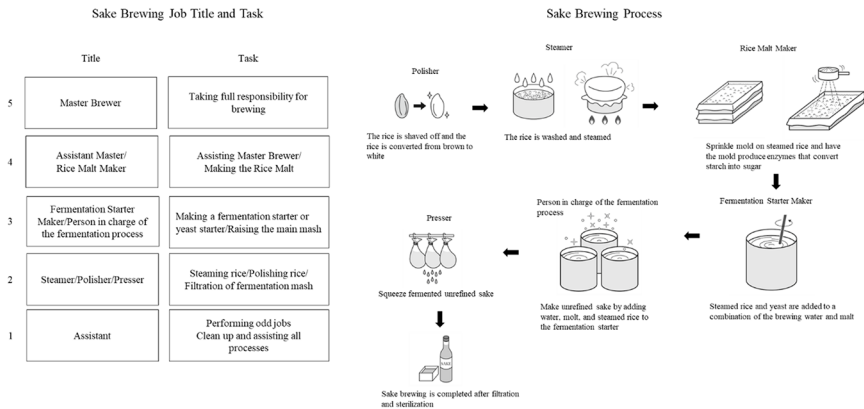 Sake Brewing Job Title and Task
Title
Task
5
Master Brewer
Taking full responsibility for
brewing
4
Assistant Master/
Rice Malt Maker
Assisting Master Brewer/
Making the Rice Malt
3
Fermentation Starter
Maker/Person in charge of
the fermentation process
Making a fermentation starter or
yeast starter/Raising the main mash
2
Steamer/Polisher/Presser
Steaming rice/Polishing rice/
Filtration of fermentation mash
1
Assistant
Performing odd jobs
Clean up and assisting all
processes
Sake Brewing Process
Polisher
The rice is shaved off and the
rice is converted from brown to
white
Steamer
The rice is washed and steamed
Rice Malt Maker
Sprinkle mold on steamed rice and have
the mold produce enzymes that convert
starch into sugar
Fermentation Starter Maker
Steamed rice and yeast are added to a
combination of the brewing water and malt
Person in charge of the fermentation
process
Make unrefined sake by adding
water, molt, and steamed rice to
the fermentation starter
Presser
Squeeze fermented unrefined sake
Sake brewing is completed after filtration
and sterilization